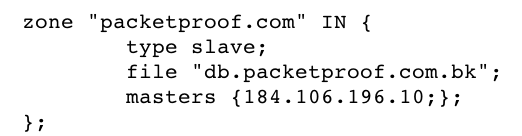 zone "packetproof.com" IN {
        type slave;
        file "db.packetproof.com.bk";
        masters {184.106.196.10;};
};